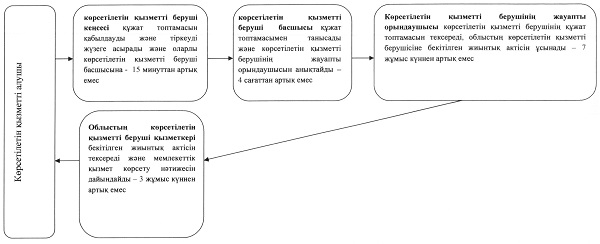 Көрсетілетін қызметті алушы
көрсетілетін қызметті беруші
кеңсесі құжат топтамасын
қабылдауды және тіркеуді
жүзеге асырады және оларлы
көрсетілетін қызметті беруші
басшысына - 15 минуттан артық
емес
көрсетілетін қызметті
беруші басшысы құжат
топтамасымен танысады
және көрсетілетін қызметті
берушінің жауапты
орындаушысын анықтайды –
4 сағаттан артық емес
Көрсетілетін қызметті берушінің жауапты
орындаушысы көрсетілетін қызметті берушінің құжат
топтамасын тексереді, облыстың көрсетілетін қызметті
берушісіне бекітілген жиынтық актісін ұсынады – 7
жұмыс күннен артық емес
Облыстың көрсетілетін
қызметті беруші қызметкері
бекітілген жиынтық актісін
тексереді және мемлекеттік
қызмет көрсету нәтижесін
дайындайды – 3 жұмыс күннен
артық емес